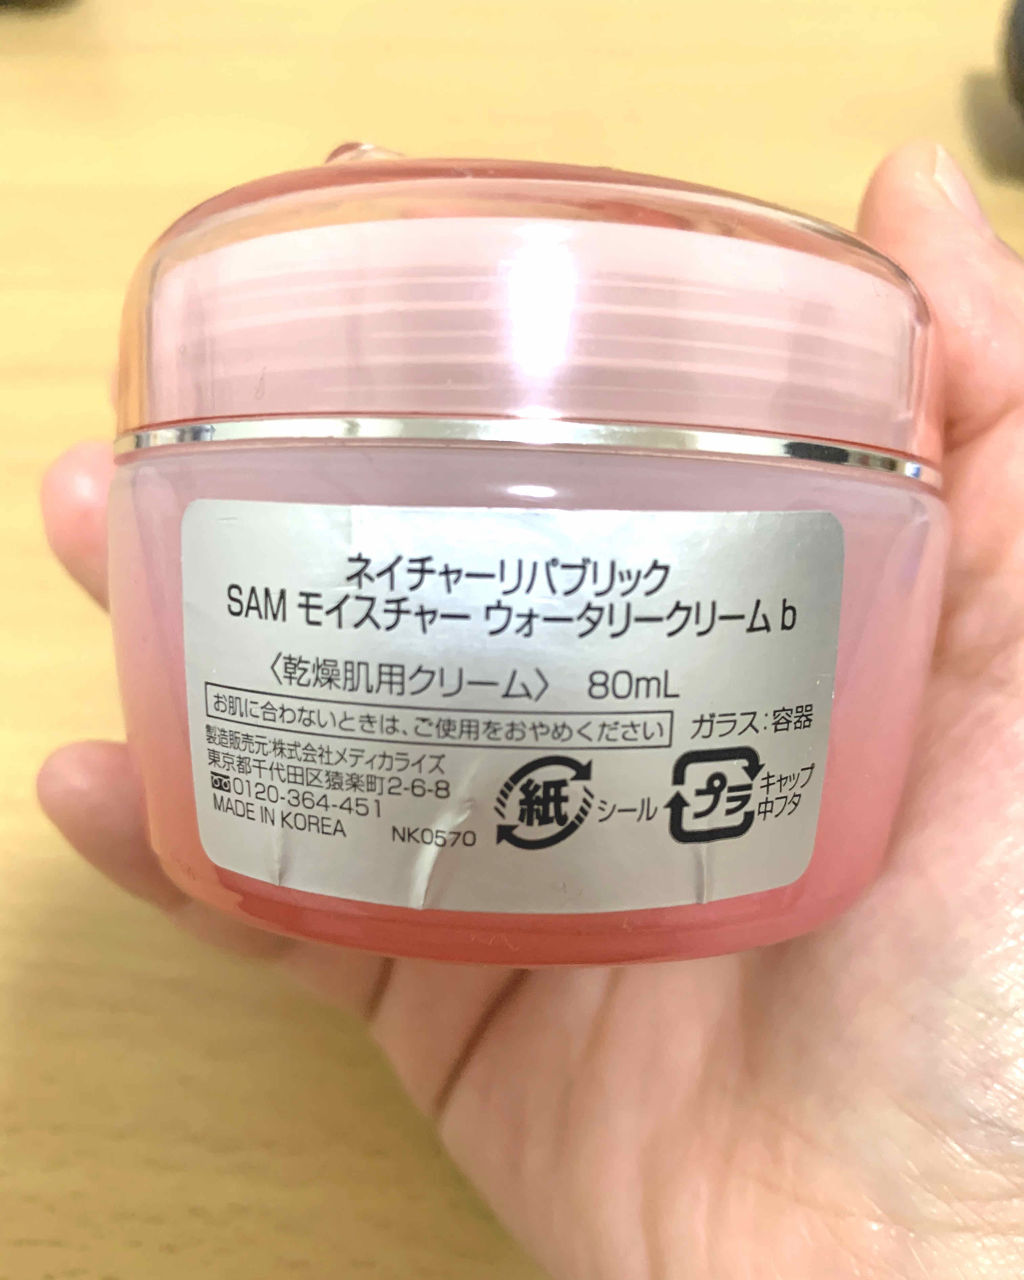 ネイチャーリパブリック
SAM モイスチャー ウォータリークリーム b
〈乾燥肌用クリーム〉 80mL
お肌に合わないときは、ご使用をおやめください
ガラス:容器
製造販売元:株式会社メディカライズ
東京都千代田区猿楽町2-6-8
0120-364-451
MADE IN KOREA
NK0570
紙 シール
プラ キャップ
中フタ